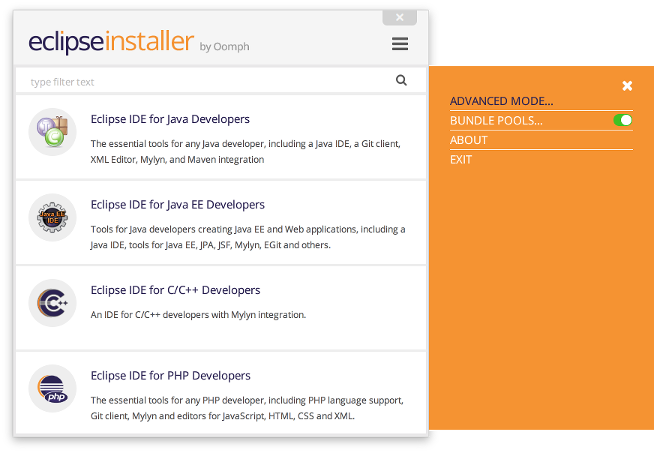 eclipseinstaller by Oomph
type filter text
Eclipse IDE for Java Developers
The essential tools for any Java developer, including a Java IDE, a Git client,
XML Editor, Mylyn, and Maven integration
Java EE
IDE
Eclipse IDE for Java EE Developers
Tools for Java developers creating Java EE and Web applications, including a
Java IDE, tools for Java EE, JPA, JSF, Mylyn, EGit and others.
C++
Eclipse IDE for C/C++ Developers
An IDE for C/C++ developers with Mylyn integration.
php
Eclipse IDE for PHP Developers
The essential tools for any PHP developer, including PHP language support,
Git client, Mylyn and editors for JavaScript, HTML, CSS and XML.
ADVANCED MODE...
BUNDLE POOLS...
ABOUT
EXIT